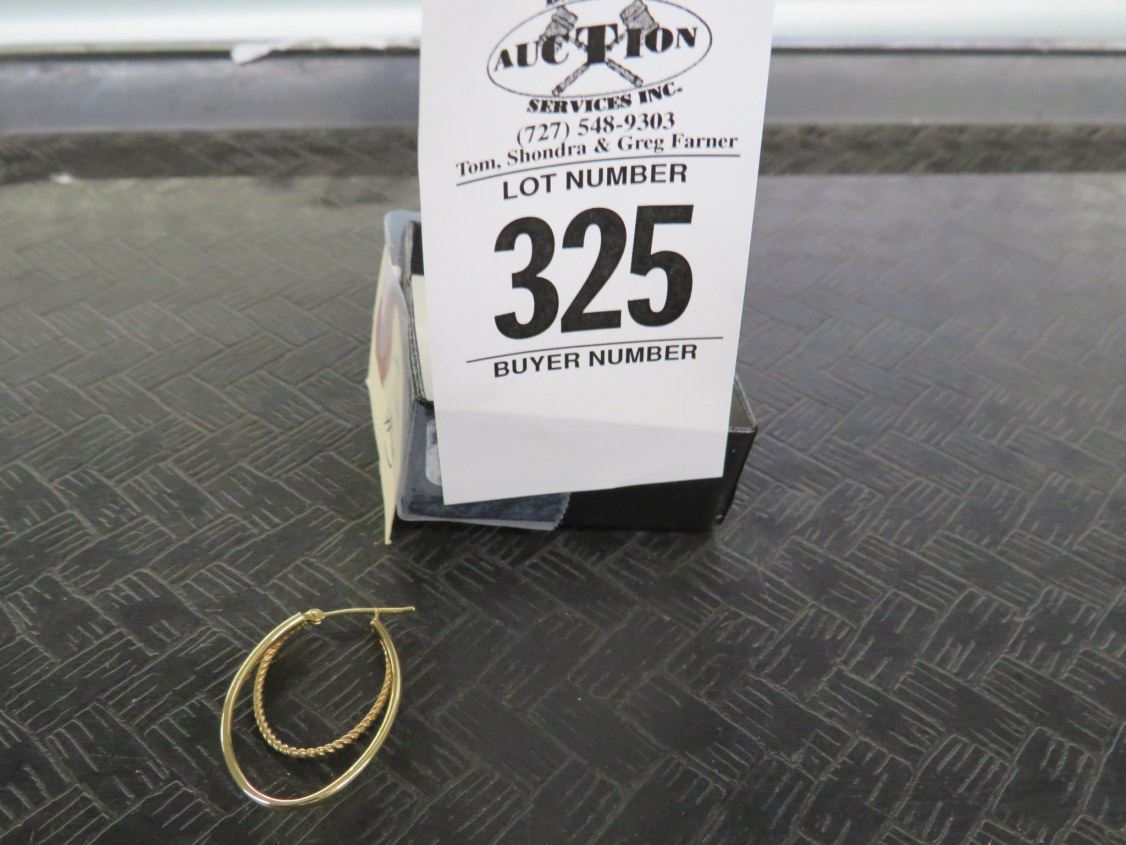 AUCTION
SERVICES INC.
(727) 548-9303
Tom, Shondra & Greg Farner
LOT NUMBER
325
BUYER NUMBER